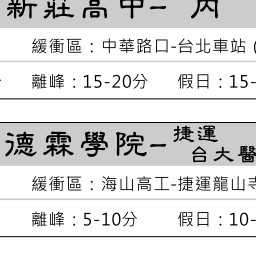 新莊高中-
緩衝區：中華路口-台北車站 (
離峰：15-20分 假日：15-
德霖學院-捷運
台大醫
緩衝區：海山高工-捷運龍山寺
離峰：5-10分 假日：10-